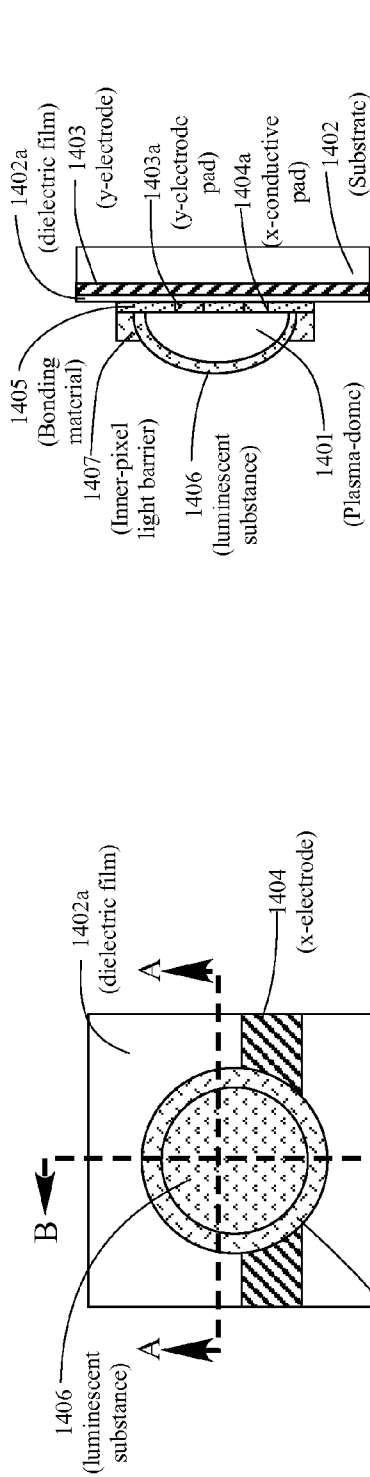 1406
(luminescent
substance)
B
A
A
1402a
(dielectric film)
1404
(x-electrode)
1405
(Bonding
material)
1407
(Inner-pixel
light barrier)
1406
(luminescent
substance)
1401
(Plasma-dome)
1402a
(dielectric film)
1403
(y-electrode)
1403a
(y-electrode
pad)
1404a
(x-conductive
pad)
1402
(Substrate)